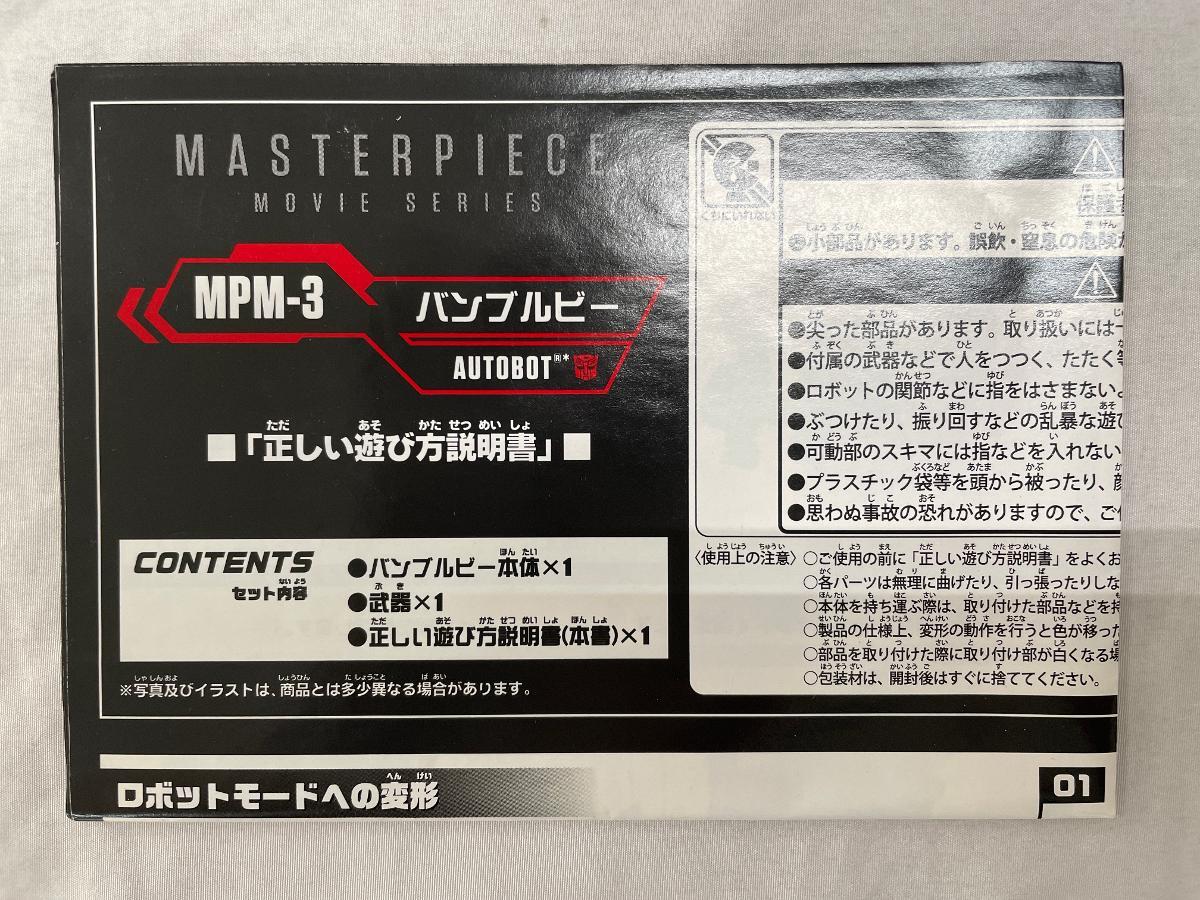 MASTERPIECE
MOVIE SERIES
MPM-3
バンブルビー
AUTOBOT®*
■「正しい遊び方説明書」■
CONTENTS
セット内容
●バンブルビー本体×1
●武器×1
●正しい遊び方説明書(本書)×1
※写真及びイラストは、商品とは多少異なる場合があります。
くちにいれない
保護
●小部品があります。誤飲・窒息の危険
●尖った部品があります。取り扱いには
●付属の武器などで人をつつく、たたく
●ロボットの関節などに指をはさまない
●ぶつけたり、振り回すなどの乱暴な遊び
●可動部のスキマには指などを入れない
●プラスチック袋等を頭から被ったり、
●思わぬ事故の恐れがありますので、ご
〈使用上の注意〉○ご使用の前に「正しい遊び方説明書」をよくお
○各パーツは無理に曲げたり、引っ張ったりしな
○本体を持ち運ぶ際は、取り付けた部品などを持
○製品の仕様上、変形の動作を行うと色が移った
○部品を取り付けた際に取り付け部が白くなる場
○包装材は、開封後はすぐに捨ててください。
ロボットモードへの変形
01